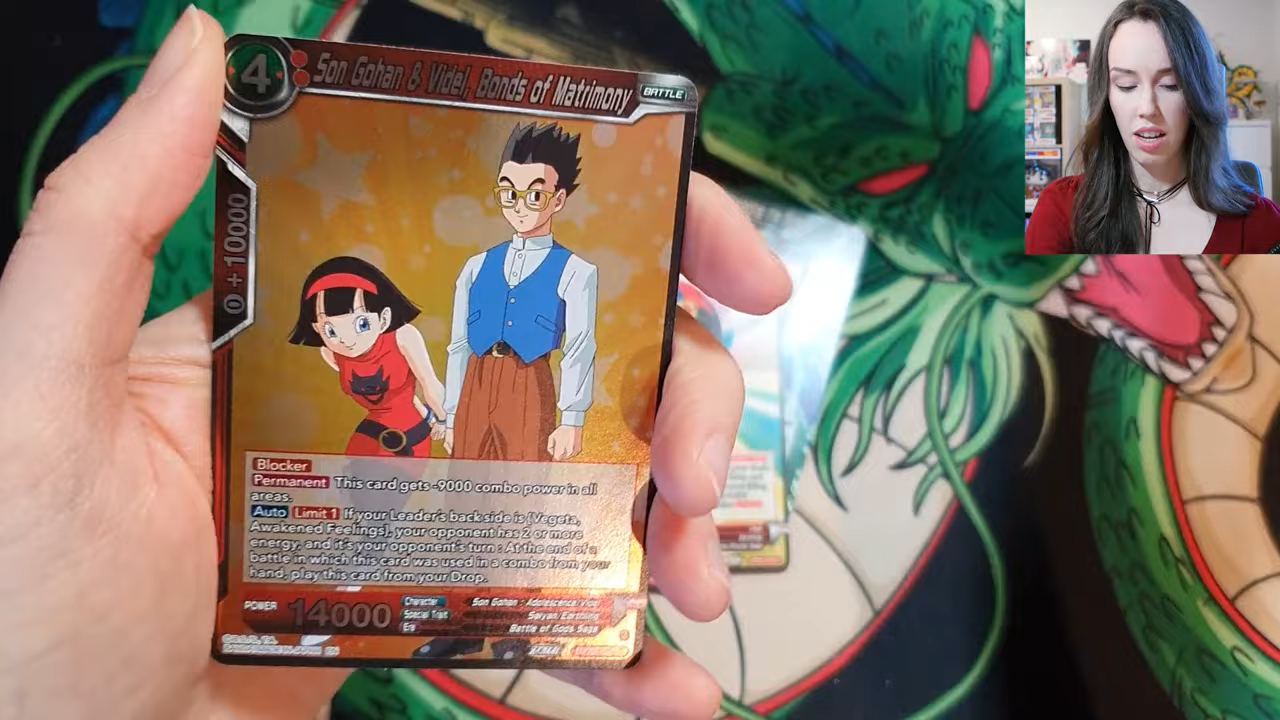 4
Son Gohan & Videl, Bonds of Matrimony
BATTLE
0 +10000
Blocker
Permanent This card gets -9000 combo power in all
areas.
Auto Limit 1 If your Leader's back side is {Vegeta,
Awakened Feelings}, your opponent has 2 or more
energy, and it's your opponent's turn : At the end of a
battle in which this card was used in a combo from your
hand, play this card from your Drop.
POWER 14000
Character Son Gohan : Adolescence/Videl
Special Trait Saiyan, Earthling
Era Battle of Gods Saga